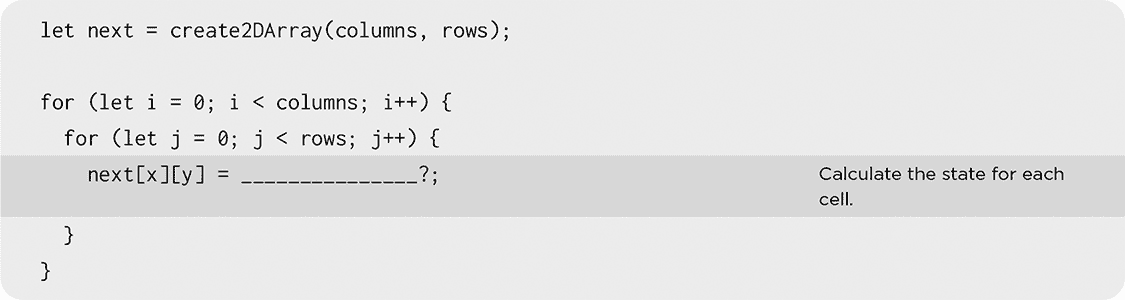 let next = create2DArray(columns, rows);
for (let i = 0; i < columns; i++) {
  for (let j = 0; j < rows; j++) {
    next[x][y] = _______________?;
Calculate the state for each
cell.
  }
}